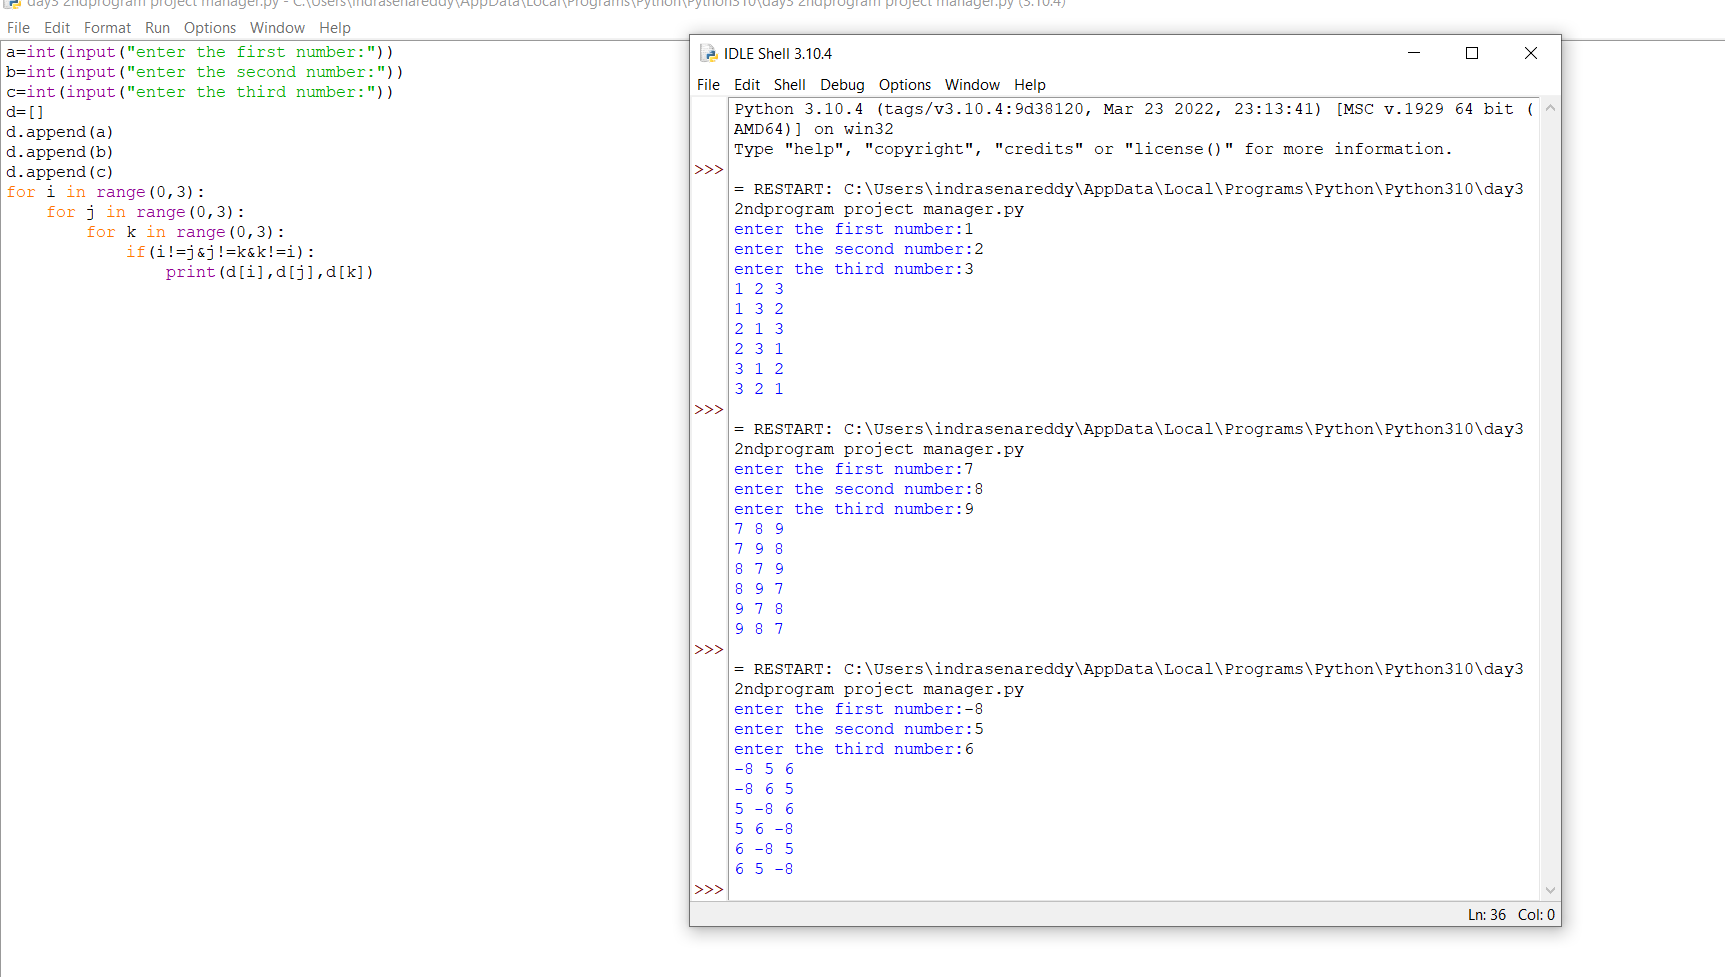 day3 2ndprogram project manager.py - C:\Users\indrasenareddy\AppData\Local\Programs\Python\Python310\day3 2ndprogram project manager.py (3.10.4)
File Edit Format Run Options Window Help
a=int(input("enter the first number:"))
b=int(input("enter the second number:"))
c=int(input("enter the third number:"))
d=[]
d.append(a)
d.append(b)
d.append(c)
for i in range(0,3):
    for j in range(0,3):
        for k in range(0,3):
            if(i!=j&j!=k&k!=i):
                print(d[i],d[j],d[k])
IDLE Shell 3.10.4
File Edit Shell Debug Options Window Help
Python 3.10.4 (tags/v3.10.4:9d38120, Mar 23 2022, 23:13:41) [MSC v.1929 64 bit (
AMD64)] on win32
Type "help", "copyright", "credits" or "license()" for more information.
>>>
= RESTART: C:\Users\indrasenareddy\AppData\Local\Programs\Python\Python310\day3
2ndprogram project manager.py
enter the first number:1
enter the second number:2
enter the third number:3
1 2 3
1 3 2
2 1 3
2 3 1
3 1 2
3 2 1
>>>
= RESTART: C:\Users\indrasenareddy\AppData\Local\Programs\Python\Python310\day3
2ndprogram project manager.py
enter the first number:7
enter the second number:8
enter the third number:9
7 8 9
7 9 8
8 7 9
8 9 7
9 7 8
9 8 7
>>>
= RESTART: C:\Users\indrasenareddy\AppData\Local\Programs\Python\Python310\day3
2ndprogram project manager.py
enter the first number:-8
enter the second number:5
enter the third number:6
-8 5 6
-8 6 5
5 -8 6
5 6 -8
6 -8 5
6 5 -8
>>>
Ln: 36 Col: 0